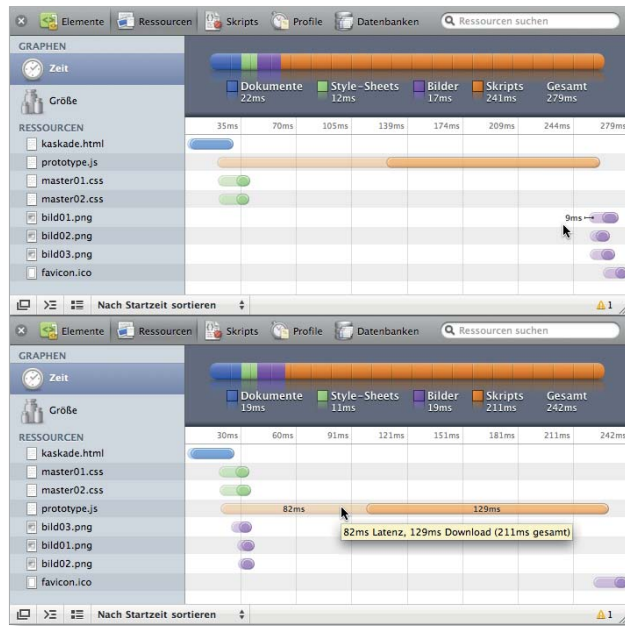 Elemente Ressourcen Skripts Profile Datenbanken Ressourcen suchen
GRAPHEN
Zeit
Größe
Dokumente Style-Sheets Bilder Skripts Gesamt
22ms 12ms 17ms 241ms 279ms
RESSOURCEN 35ms 70ms 105ms 139ms 174ms 209ms 244ms 279ms
kaskade.html
prototype.js
master01.css
master02.css
bild01.png 9ms
bild02.png
bild03.png
favicon.ico
Nach Startzeit sortieren 1
Elemente Ressourcen Skripts Profile Datenbanken Ressourcen suchen
GRAPHEN
Zeit
Größe
Dokumente Style-Sheets Bilder Skripts Gesamt
19ms 11ms 19ms 211ms 242ms
RESSOURCEN 30ms 60ms 91ms 121ms 151ms 181ms 211ms 242ms
kaskade.html
master01.css
master02.css
prototype.js 82ms 129ms
82ms Latenz, 129ms Download (211ms gesamt)
bild03.png
bild01.png
bild02.png
favicon.ico
Nach Startzeit sortieren 1